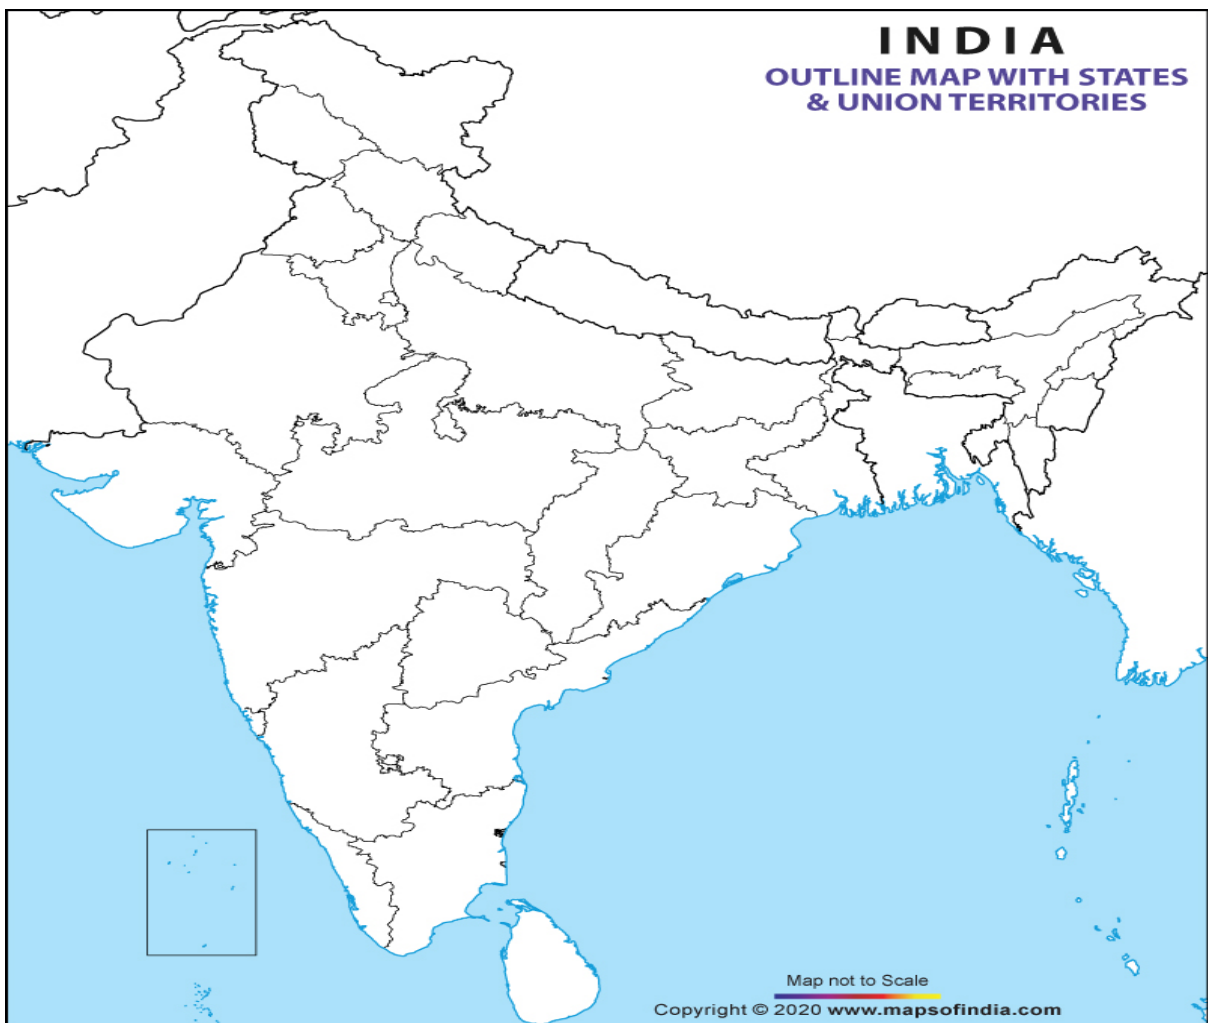 INDIA
OUTLINE MAP WITH STATES
& UNION TERRITORIES
Map not to Scale
Copyright © 2020 www.mapsofindia.com